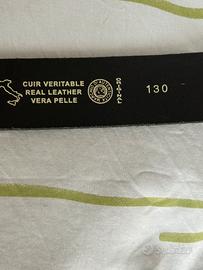 CUIR VERITABLE
REAL LEATHER
VERA PELLE
130